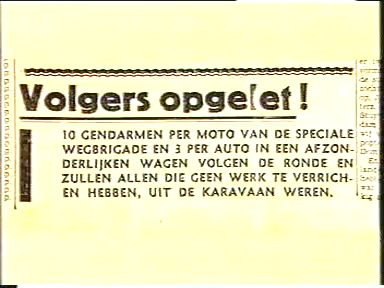 Volgers opgelet!
10 GENDARMEN PER MOTO VAN DE SPECIALE
WEGBRIGADE EN 3 PER AUTO IN EEN AFZON-
DERLIJKEN WAGEN VOLGEN DE RONDE EN
ZULLEN ALLEN DIE GEEN WERK TE VERRICH-
EN HEBBEN, UIT DE KARAVAAN WEREN.